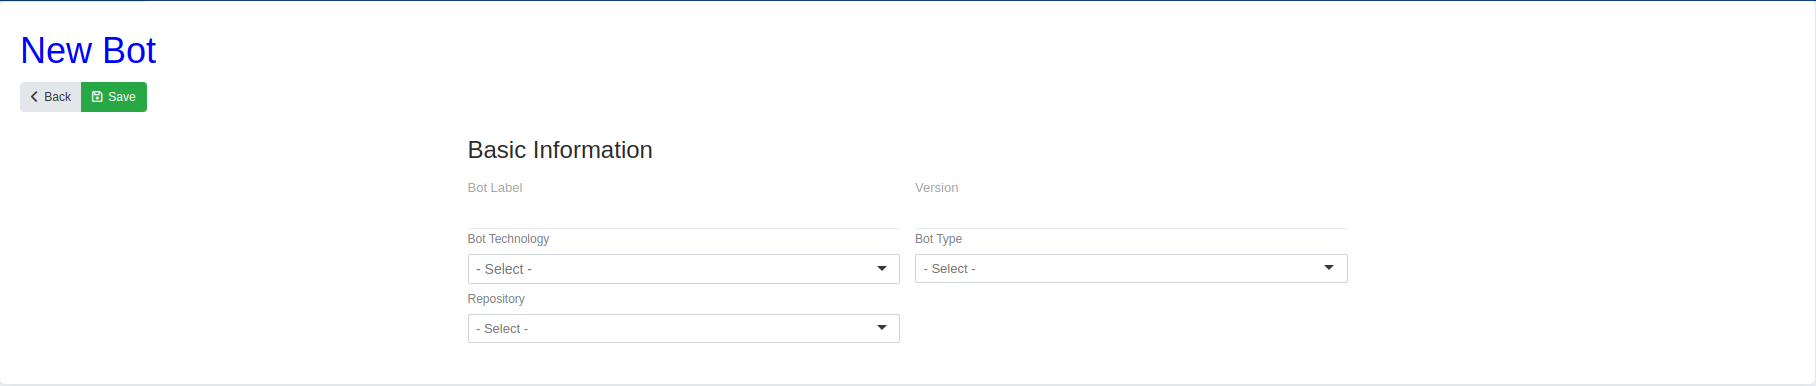 New Bot
Back Save
Basic Information
Bot Label Version
Bot Technology Bot Type
- Select - - Select -
Repository
- Select -